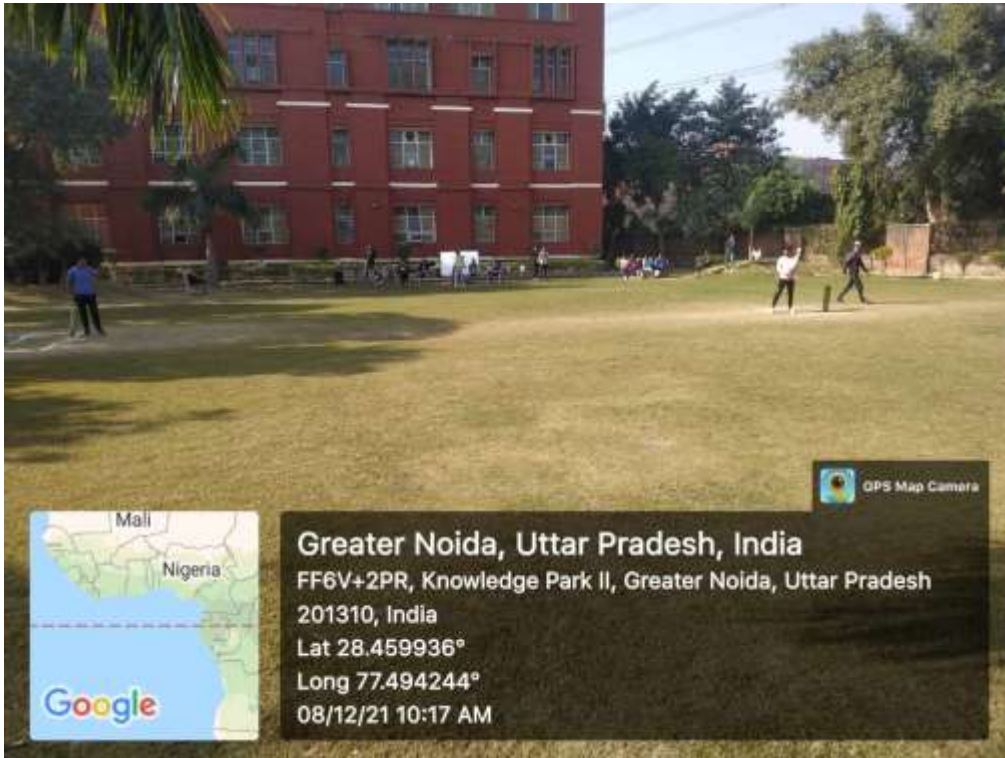 GPS Map Camera
Mali
Nigeria
Google
Greater Noida, Uttar Pradesh, India
FF6V+2PR, Knowledge Park II, Greater Noida, Uttar Pradesh
201310, India
Lat 28.459936°
Long 77.494244°
08/12/21 10:17 AM